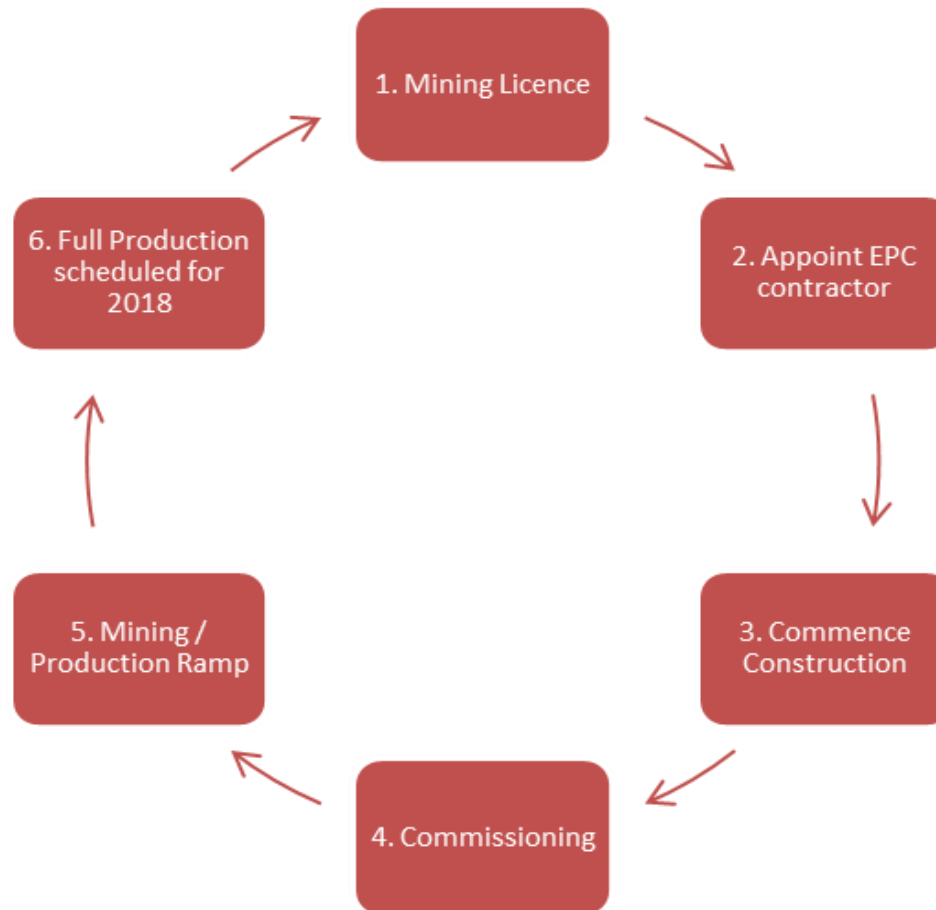 1. Mining Licence
2. Appoint EPC
contractor
3. Commence
Construction
4. Commissioning
5. Mining /
Production Ramp
6. Full Production
scheduled for
2018